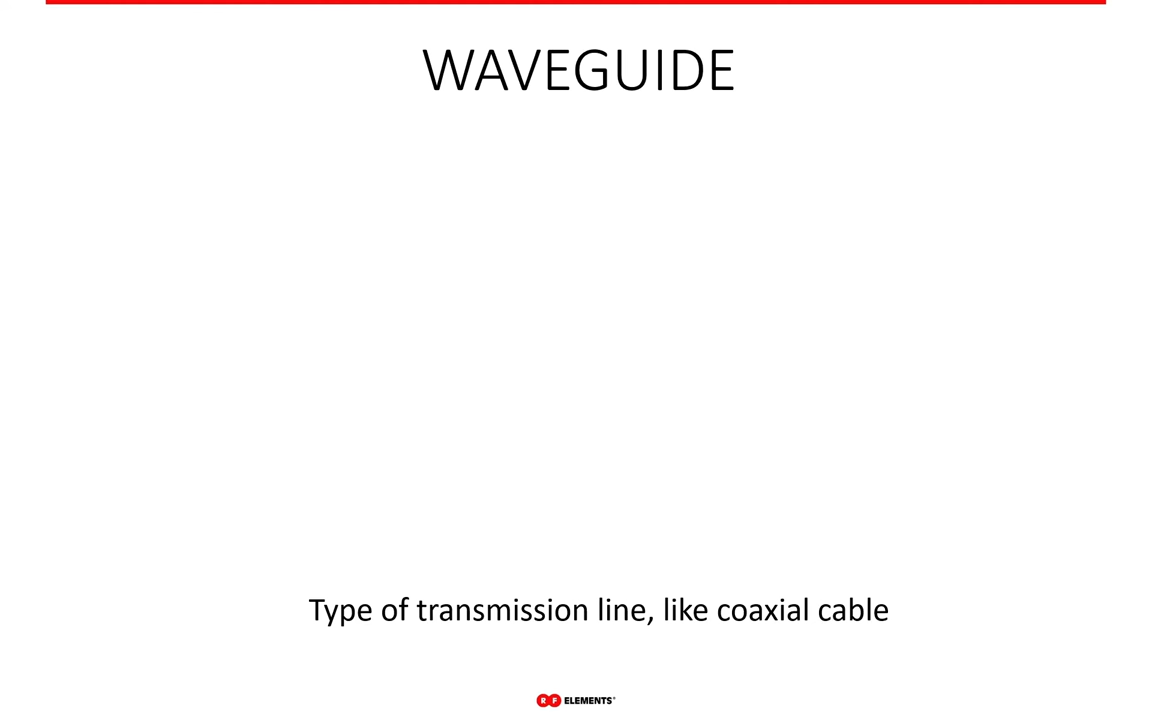 WAVEGUIDE
Type of transmission line, like coaxial cable
RF ELEMENTS